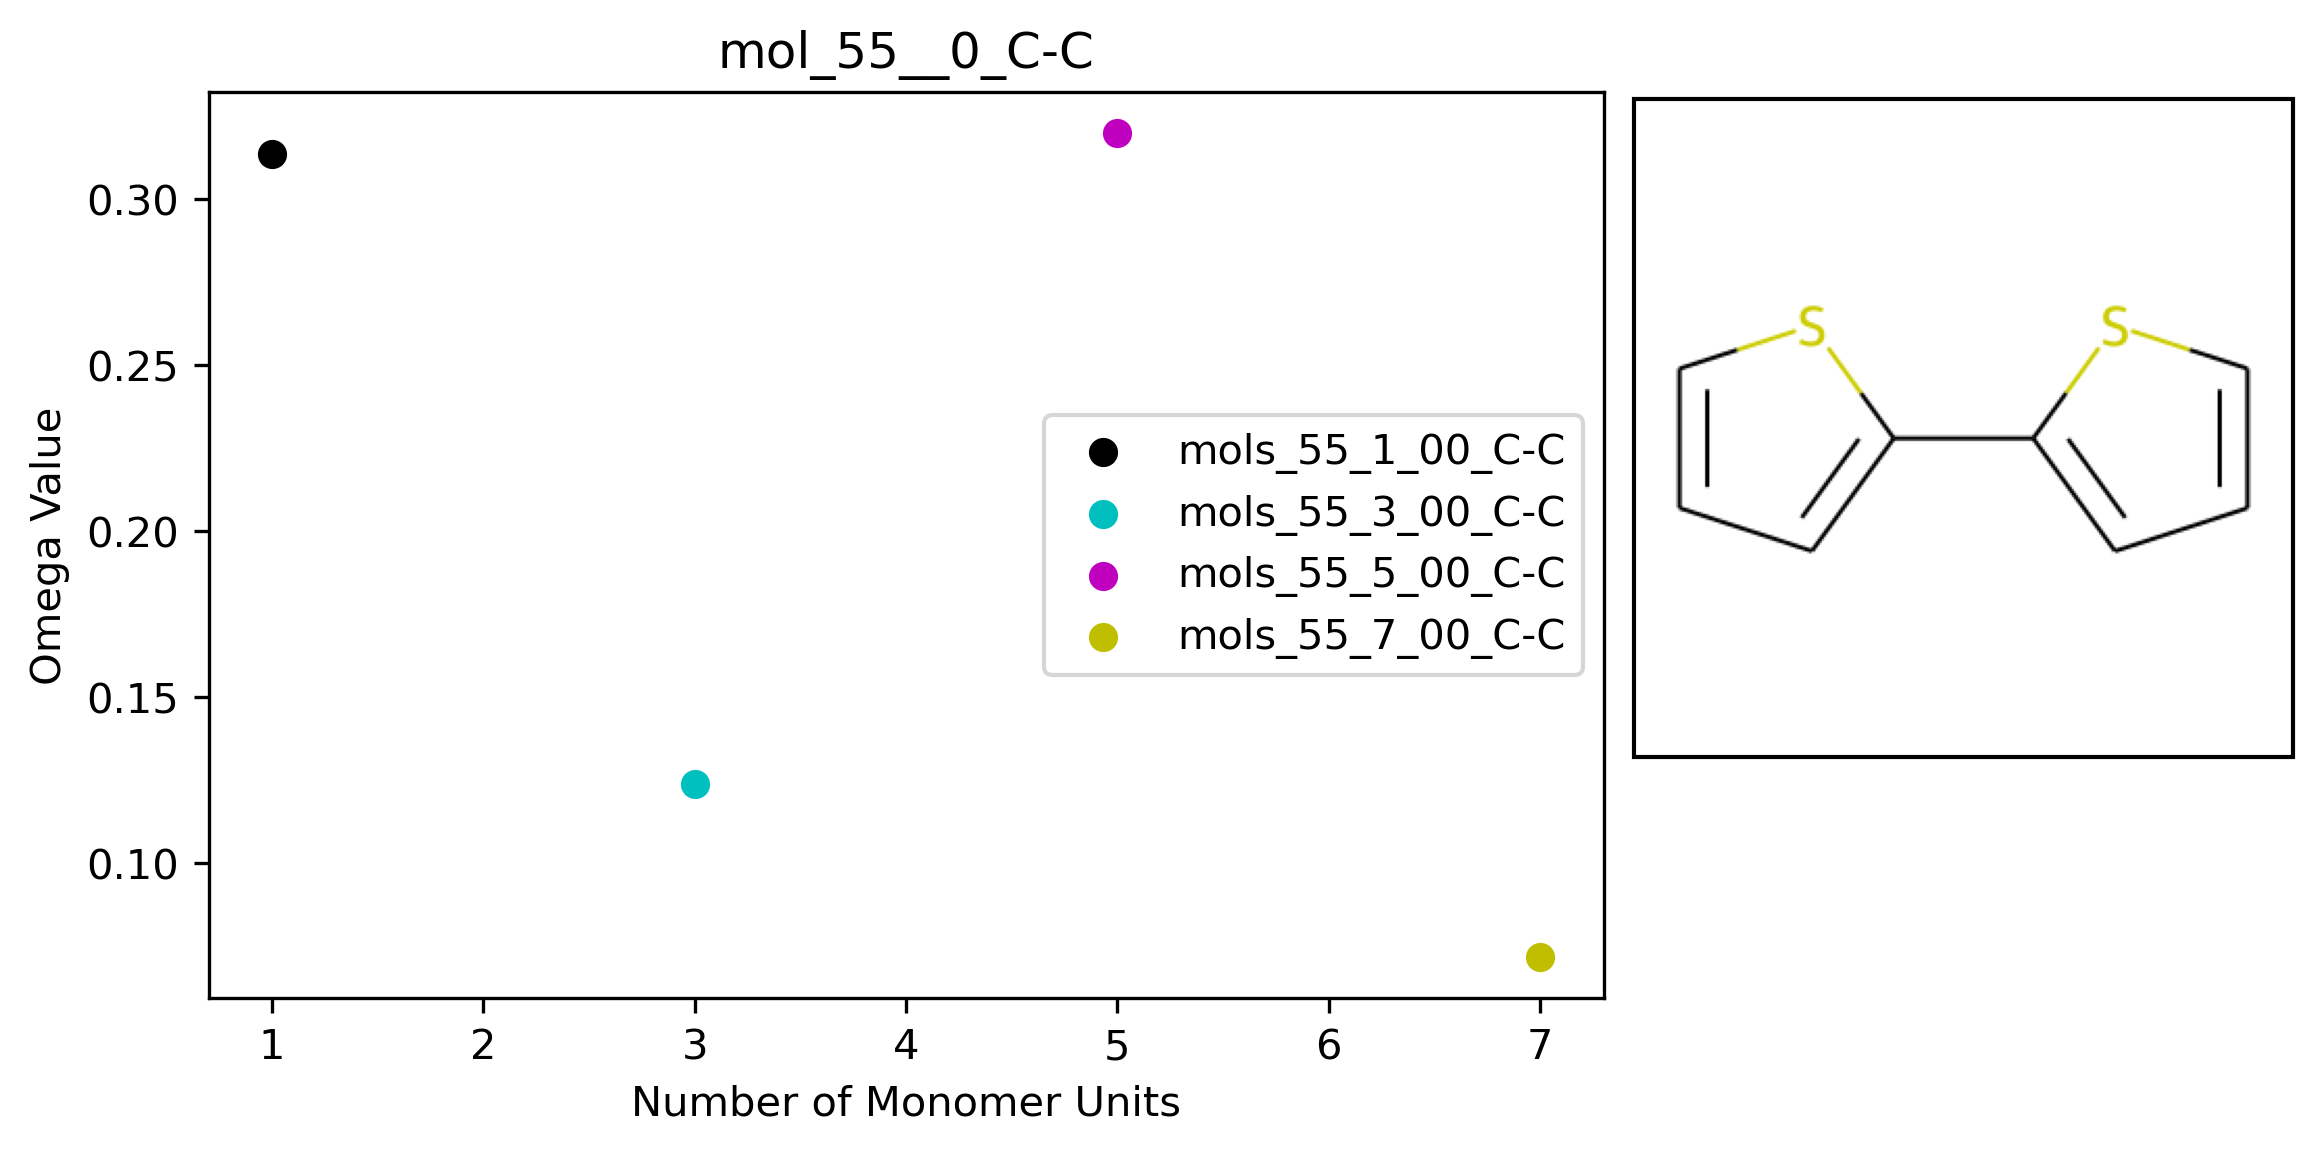 mol_55__0_C-C
Omega Value
0.30
0.25
0.20
0.15
0.10
mols_55_1_00_C-C
mols_55_3_00_C-C
mols_55_5_00_C-C
mols_55_7_00_C-C
1 2 3 4 5 6 7
Number of Monomer Units
S S